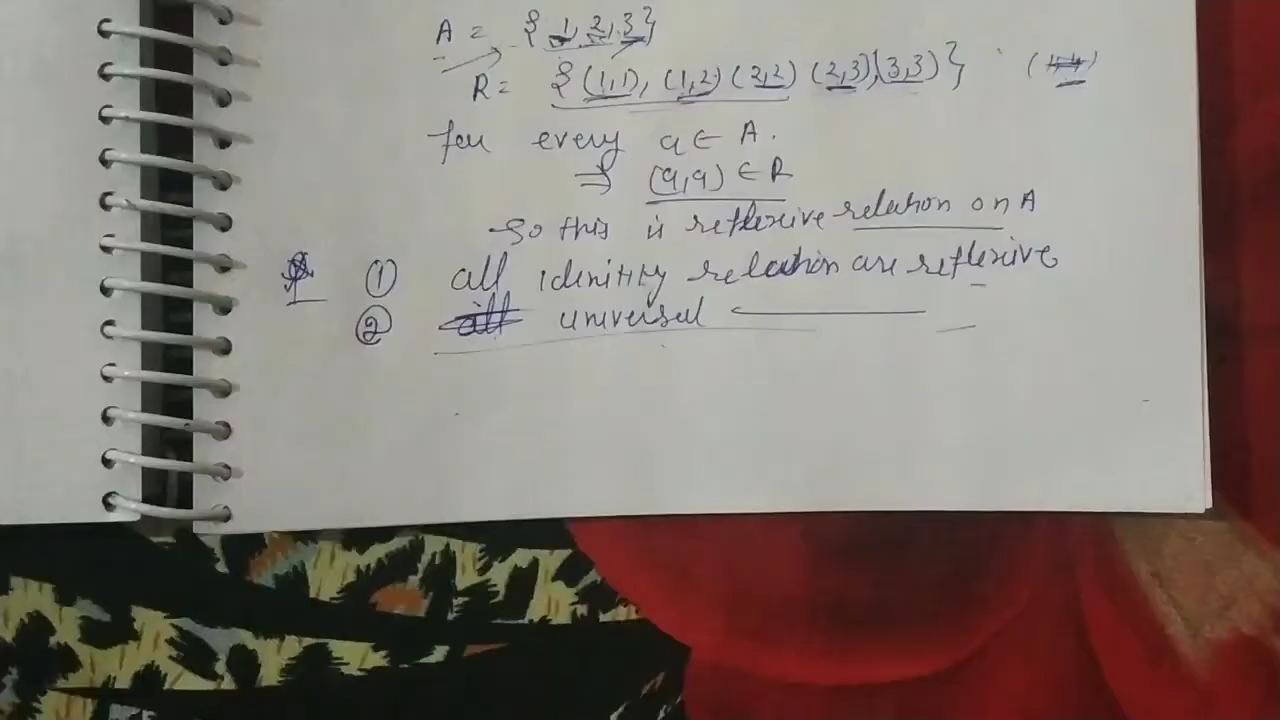 A = {1, 2, 3}
R = {(1,1), (1,2) (2,2) (2,3) (3,3)}
for every a ∈ A.
⇒ (a,a) ∈ R
So this is reflexive relation on A
① all idenitity relation are reflexive
② universal